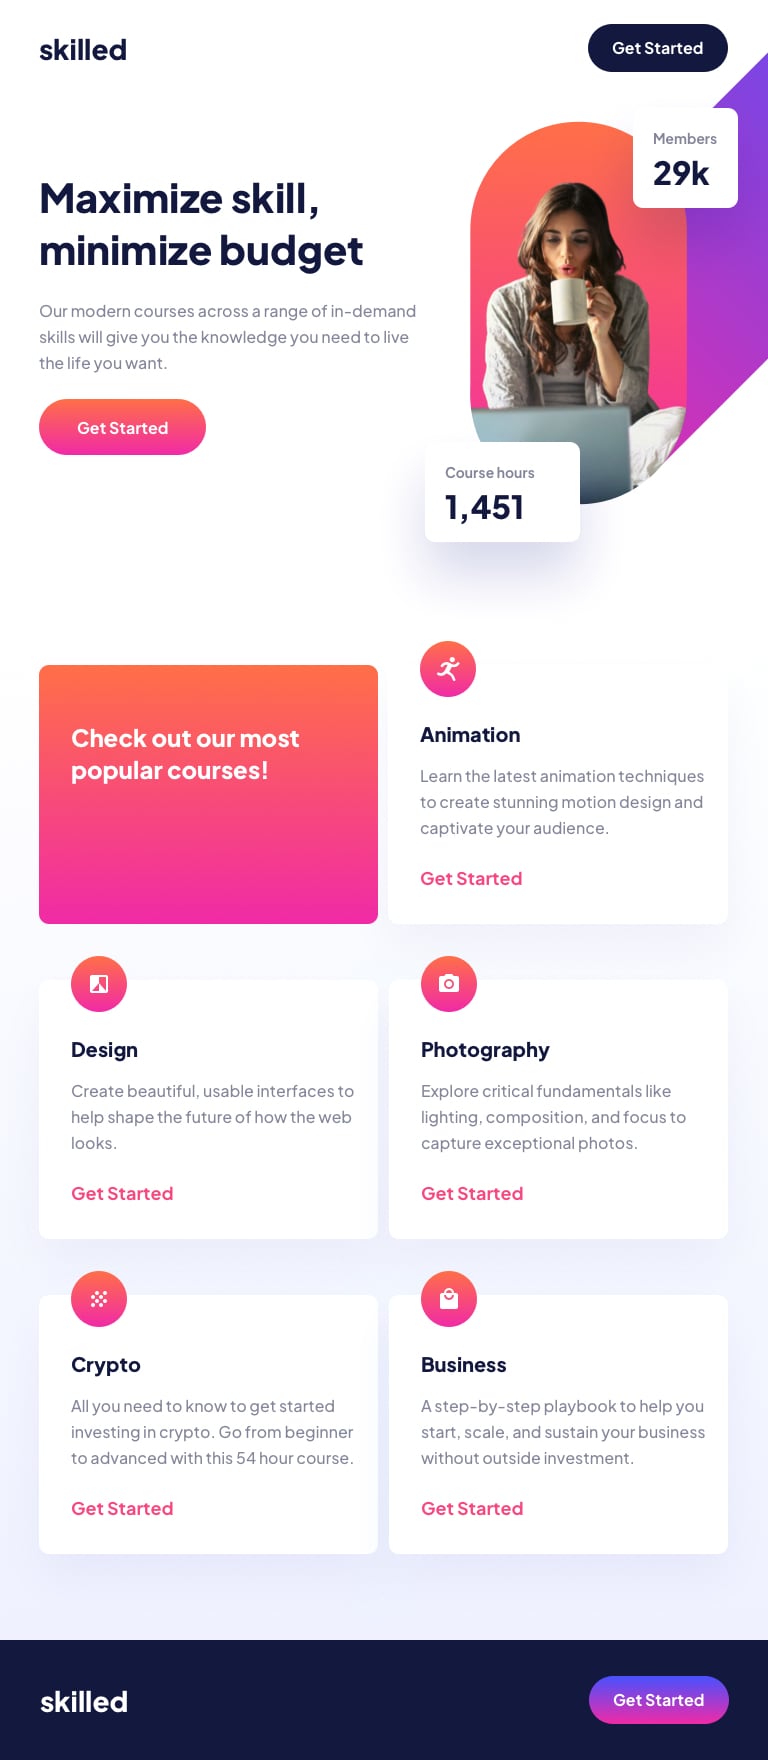 skilled
Get Started
Members
29k
Maximize skill,
minimize budget
Our modern courses across a range of in-demand
skills will give you the knowledge you need to live
the life you want.
Get Started
Course hours
1,451
Check out our most
popular courses!
Animation
Learn the latest animation techniques
to create stunning motion design and
captivate your audience.
Get Started
Design
Create beautiful, usable interfaces to
help shape the future of how the web
looks.
Get Started
Photography
Explore critical fundamentals like
lighting, composition, and focus to
capture exceptional photos.
Get Started
Crypto
All you need to know to get started
investing in crypto. Go from beginner
to advanced with this 54 hour course.
Get Started
Business
A step-by-step playbook to help you
start, scale, and sustain your business
without outside investment.
Get Started
skilled
Get Started